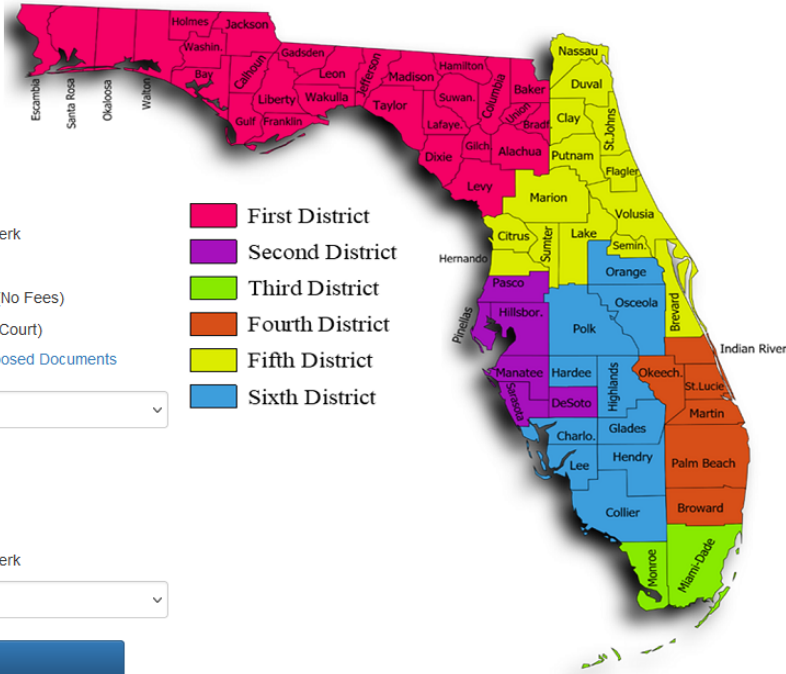 Holmes
Jackson
Washin.
Bay
Calhoun
Gadsden
Leon
Jefferson
Madison
Hamilton
Liberty
Wakulla
Taylor
Suwan.
Columbia
Baker
Union
Bradf.
Gulf
Franklin
Lafaye.
Gilch.
Alachua
Dixie
Levy
Escambia
Santa Rosa
Okaloosa
Walton
Nassau
Duval
Clay
St.Johns
Putnam
Flagler
Marion
Volusia
Citrus
Sumter
Lake
Semin.
Hernando
Orange
Pasco
Osceola
Brevard
Pinellas
Hillsbor.
Polk
Indian River
Manatee
Hardee
Highlands
Okeech.
St.Lucie
Sarasota
DeSoto
Martin
Charlo.
Glades
Lee
Hendry
Palm Beach
Collier
Broward
Monroe
Miami-Dade
First District
Second District
Third District
Fourth District
Fifth District
Sixth District
erk
(No Fees)
Court)
posed Documents
erk